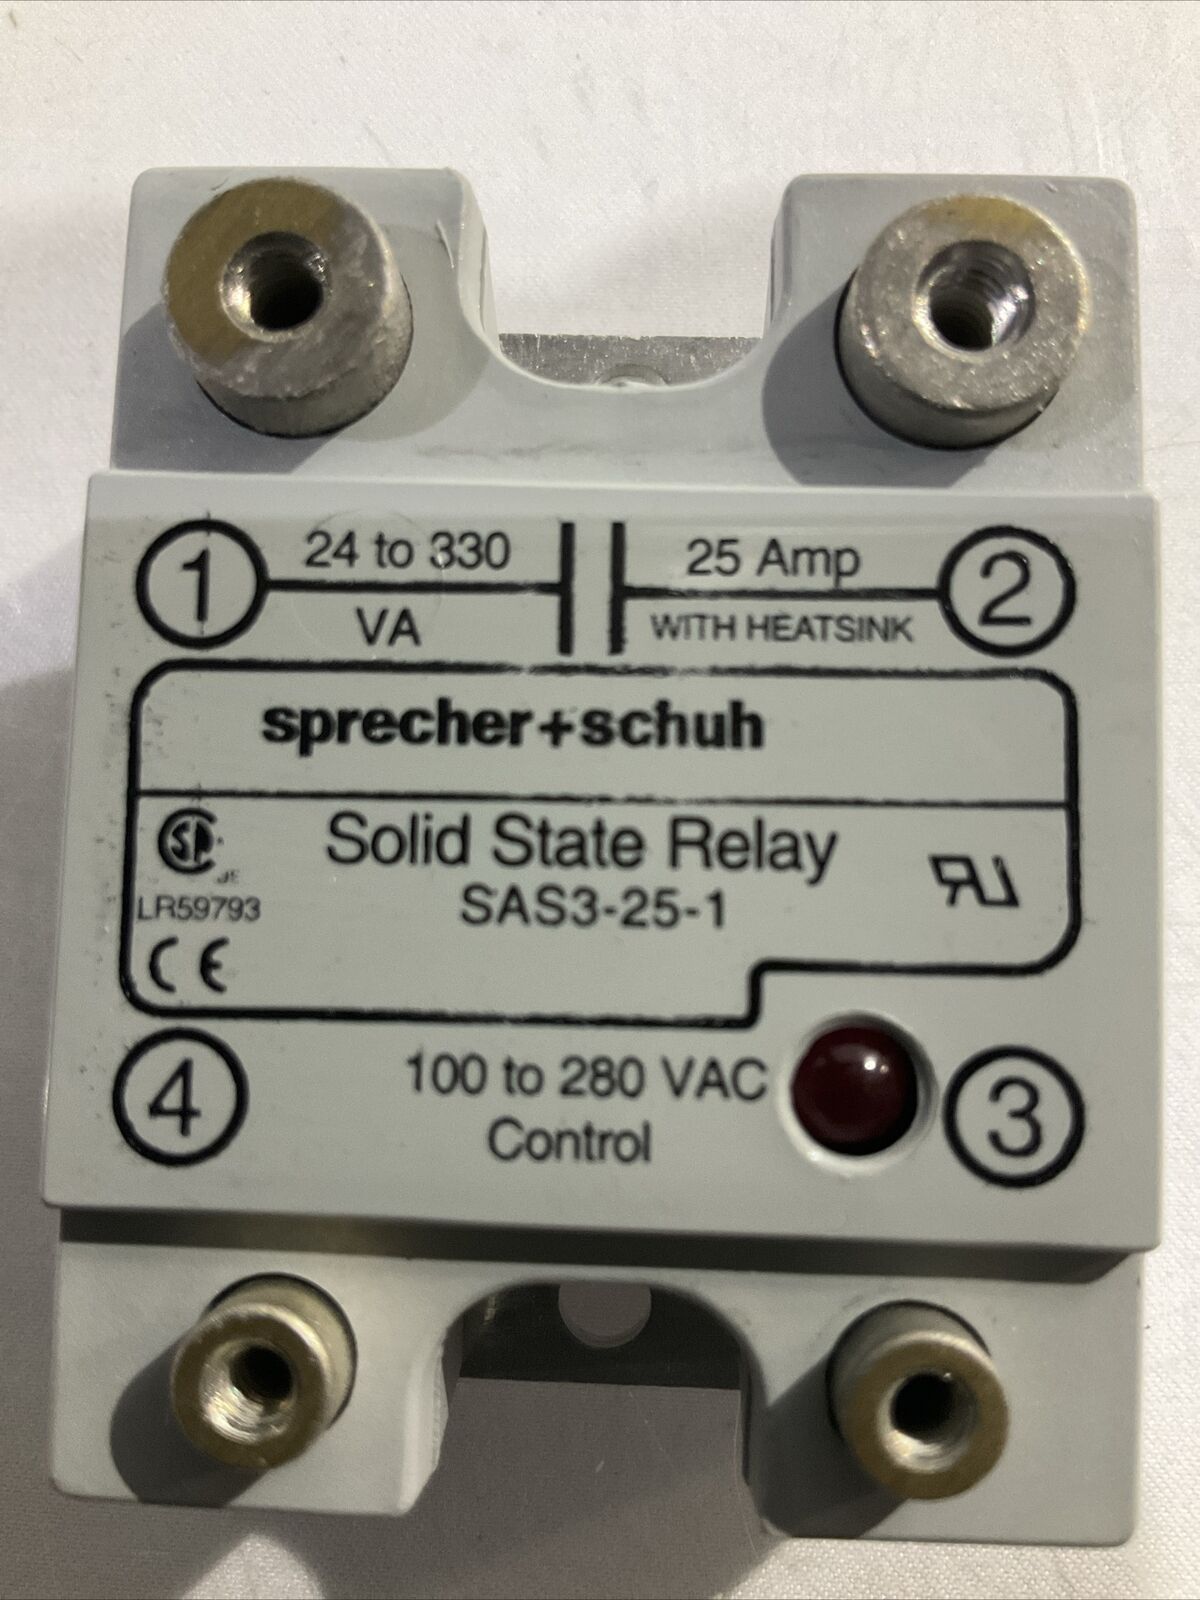 1 24 to 330 25 Amp 2
VA WITH HEATSINK
sprecher+schuh
Solid State Relay
SAS3-25-1
LR59793
CE
4 100 to 280 VAC 3
Control